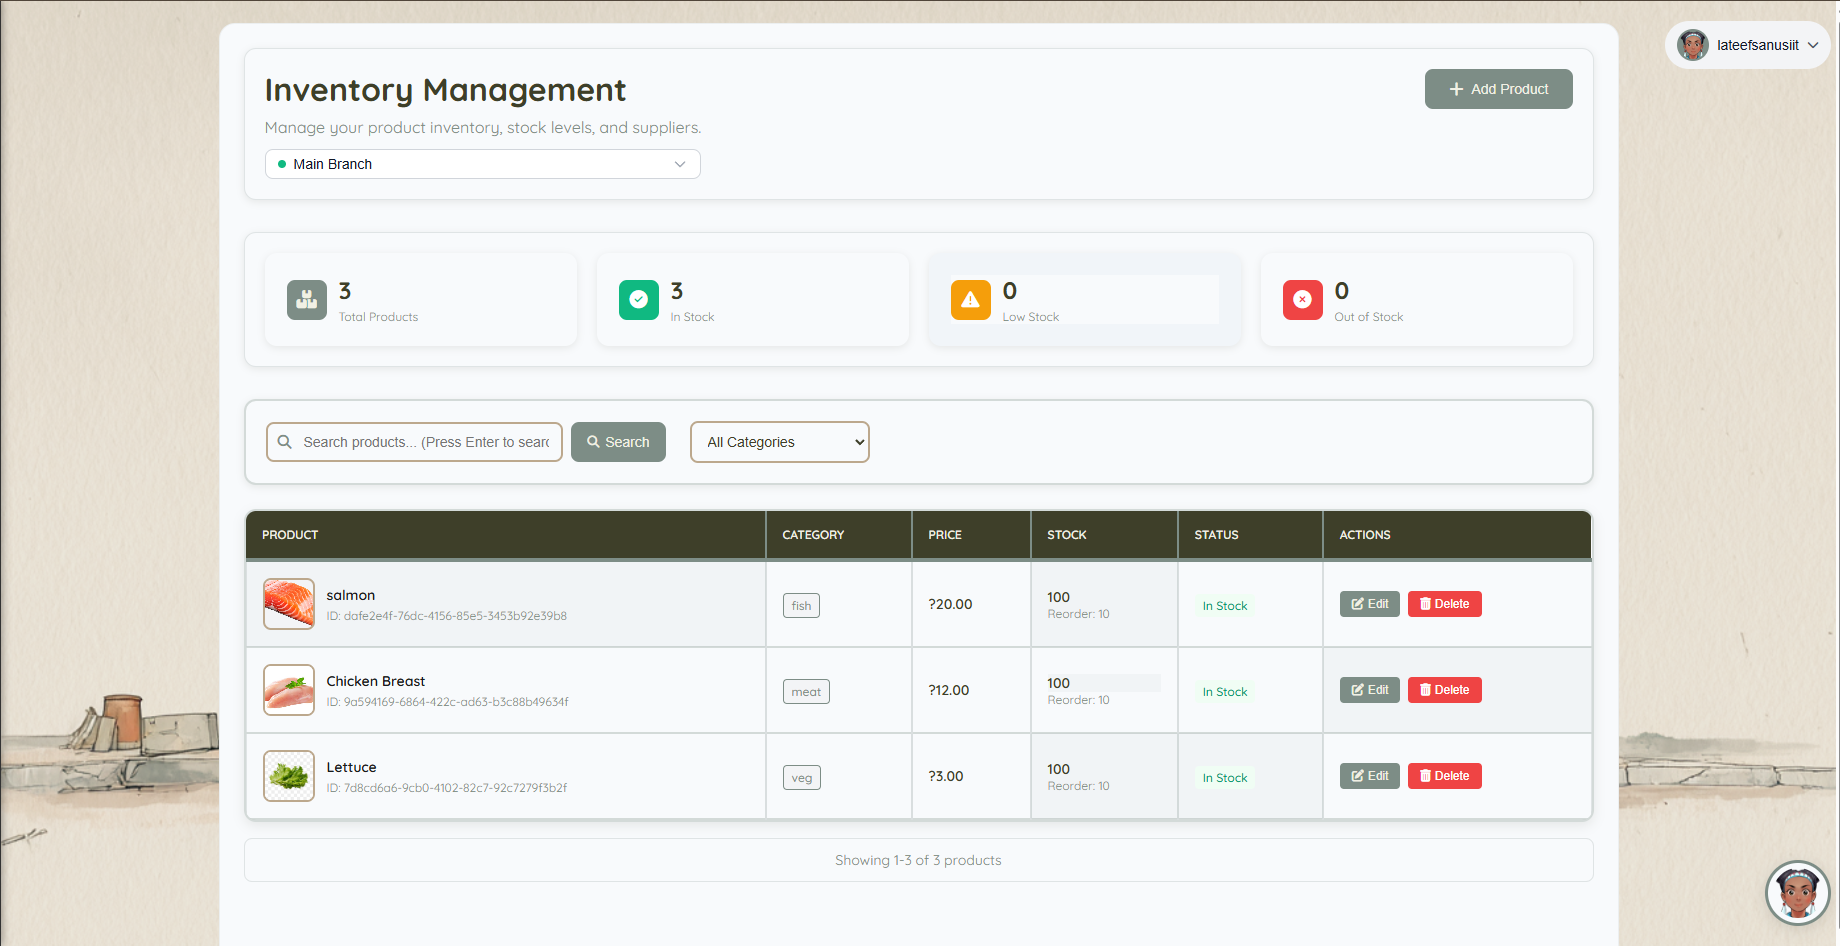 lateefsanusiit
Inventory Management
Add Product
Manage your product inventory, stock levels, and suppliers.
Main Branch
3
Total Products
3
In Stock
0
Low Stock
0
Out of Stock
Search products... (Press Enter to searc
Search
All Categories
PRODUCT CATEGORY PRICE STOCK STATUS ACTIONS
salmon
ID: dafe2e4f-76dc-4156-85e5-3453b92e39b8
fish
?20.00
100
Reorder: 10
In Stock
Edit
Delete
Chicken Breast
ID: 9a594169-6864-422c-ad63-b3c88b49634f
meat
?12.00
100
Reorder: 10
In Stock
Edit
Delete
Lettuce
ID: 7d8cd6a6-9cb0-4102-82c7-92c7279f3b2f
veg
?3.00
100
Reorder: 10
In Stock
Edit
Delete
Showing 1-3 of 3 products